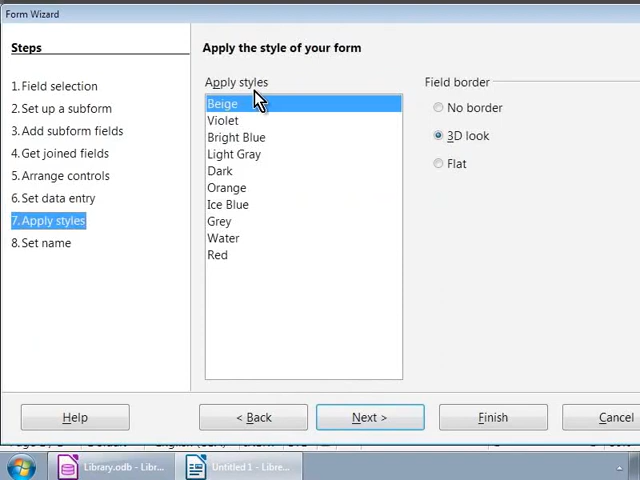 Form Wizard
Steps
1. Field selection
2. Set up a subform
3. Add subform fields
4. Get joined fields
5. Arrange controls
6. Set data entry
7. Apply styles
8. Set name
Apply the style of your form
Apply styles
Beige
Violet
Bright Blue
Light Gray
Dark
Orange
Ice Blue
Grey
Water
Red
Field border
No border
3D look
Flat
Help
< Back
Next >
Finish
Cancel
Library.odb - Libr...
Untitled 1 - Libre...